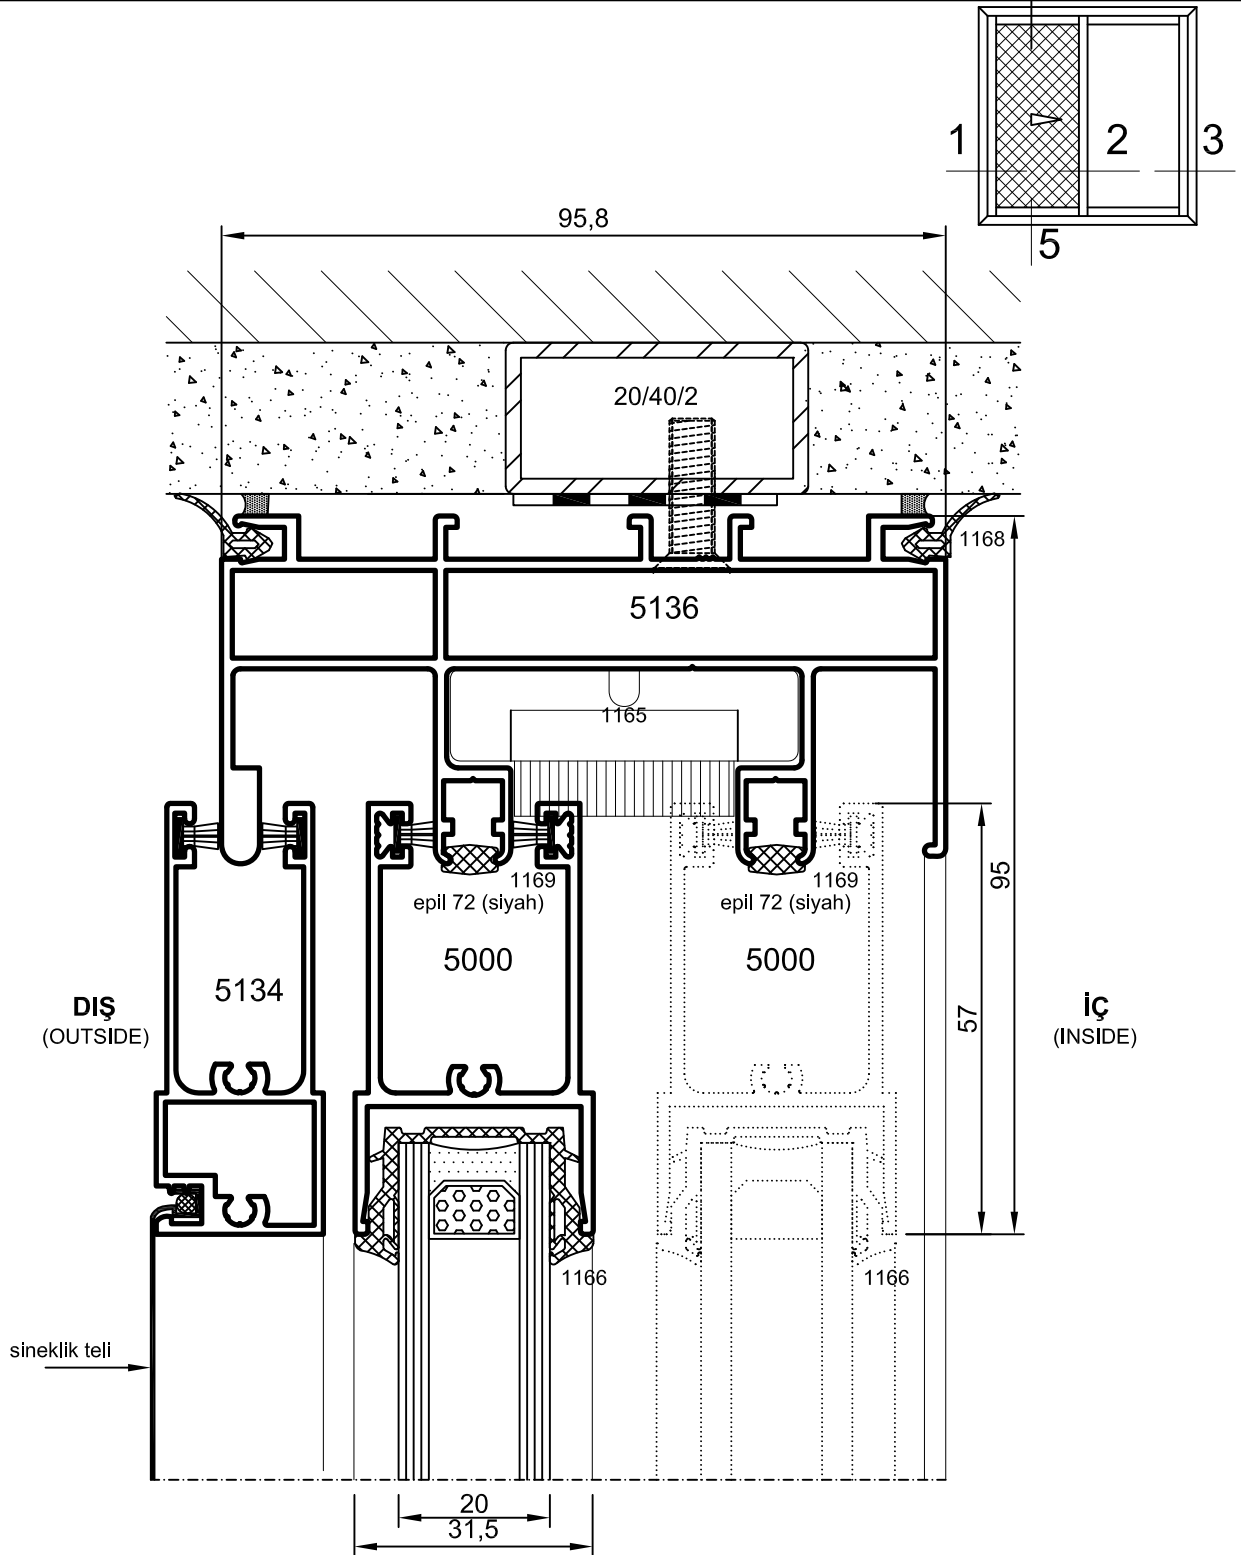 1
2
3
5
95,8
20/40/2
1168
5136
1165
1169
epil 72 (siyah)
1169
epil 72 (siyah)
95
5000
5000
5134
57
DIŞ
(OUTSIDE)
İÇ
(INSIDE)
1166
1166
sineklik teli
20
31,5